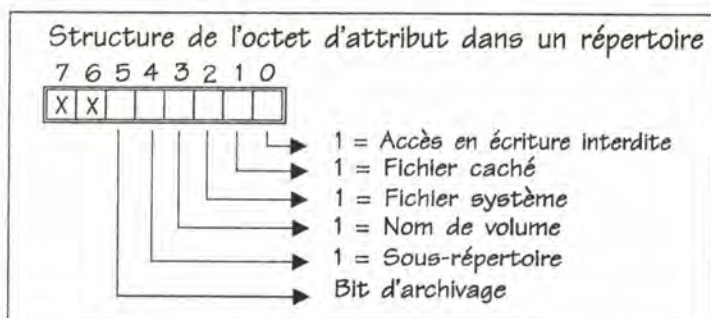 Structure de l'octet d'attribut dans un répertoire
7 6 5 4 3 2 1 0
X X
1 = Accès en écriture interdite
1 = Fichier caché
1 = Fichier système
1 = Nom de volume
1 = Sous-répertoire
Bit d'archivage